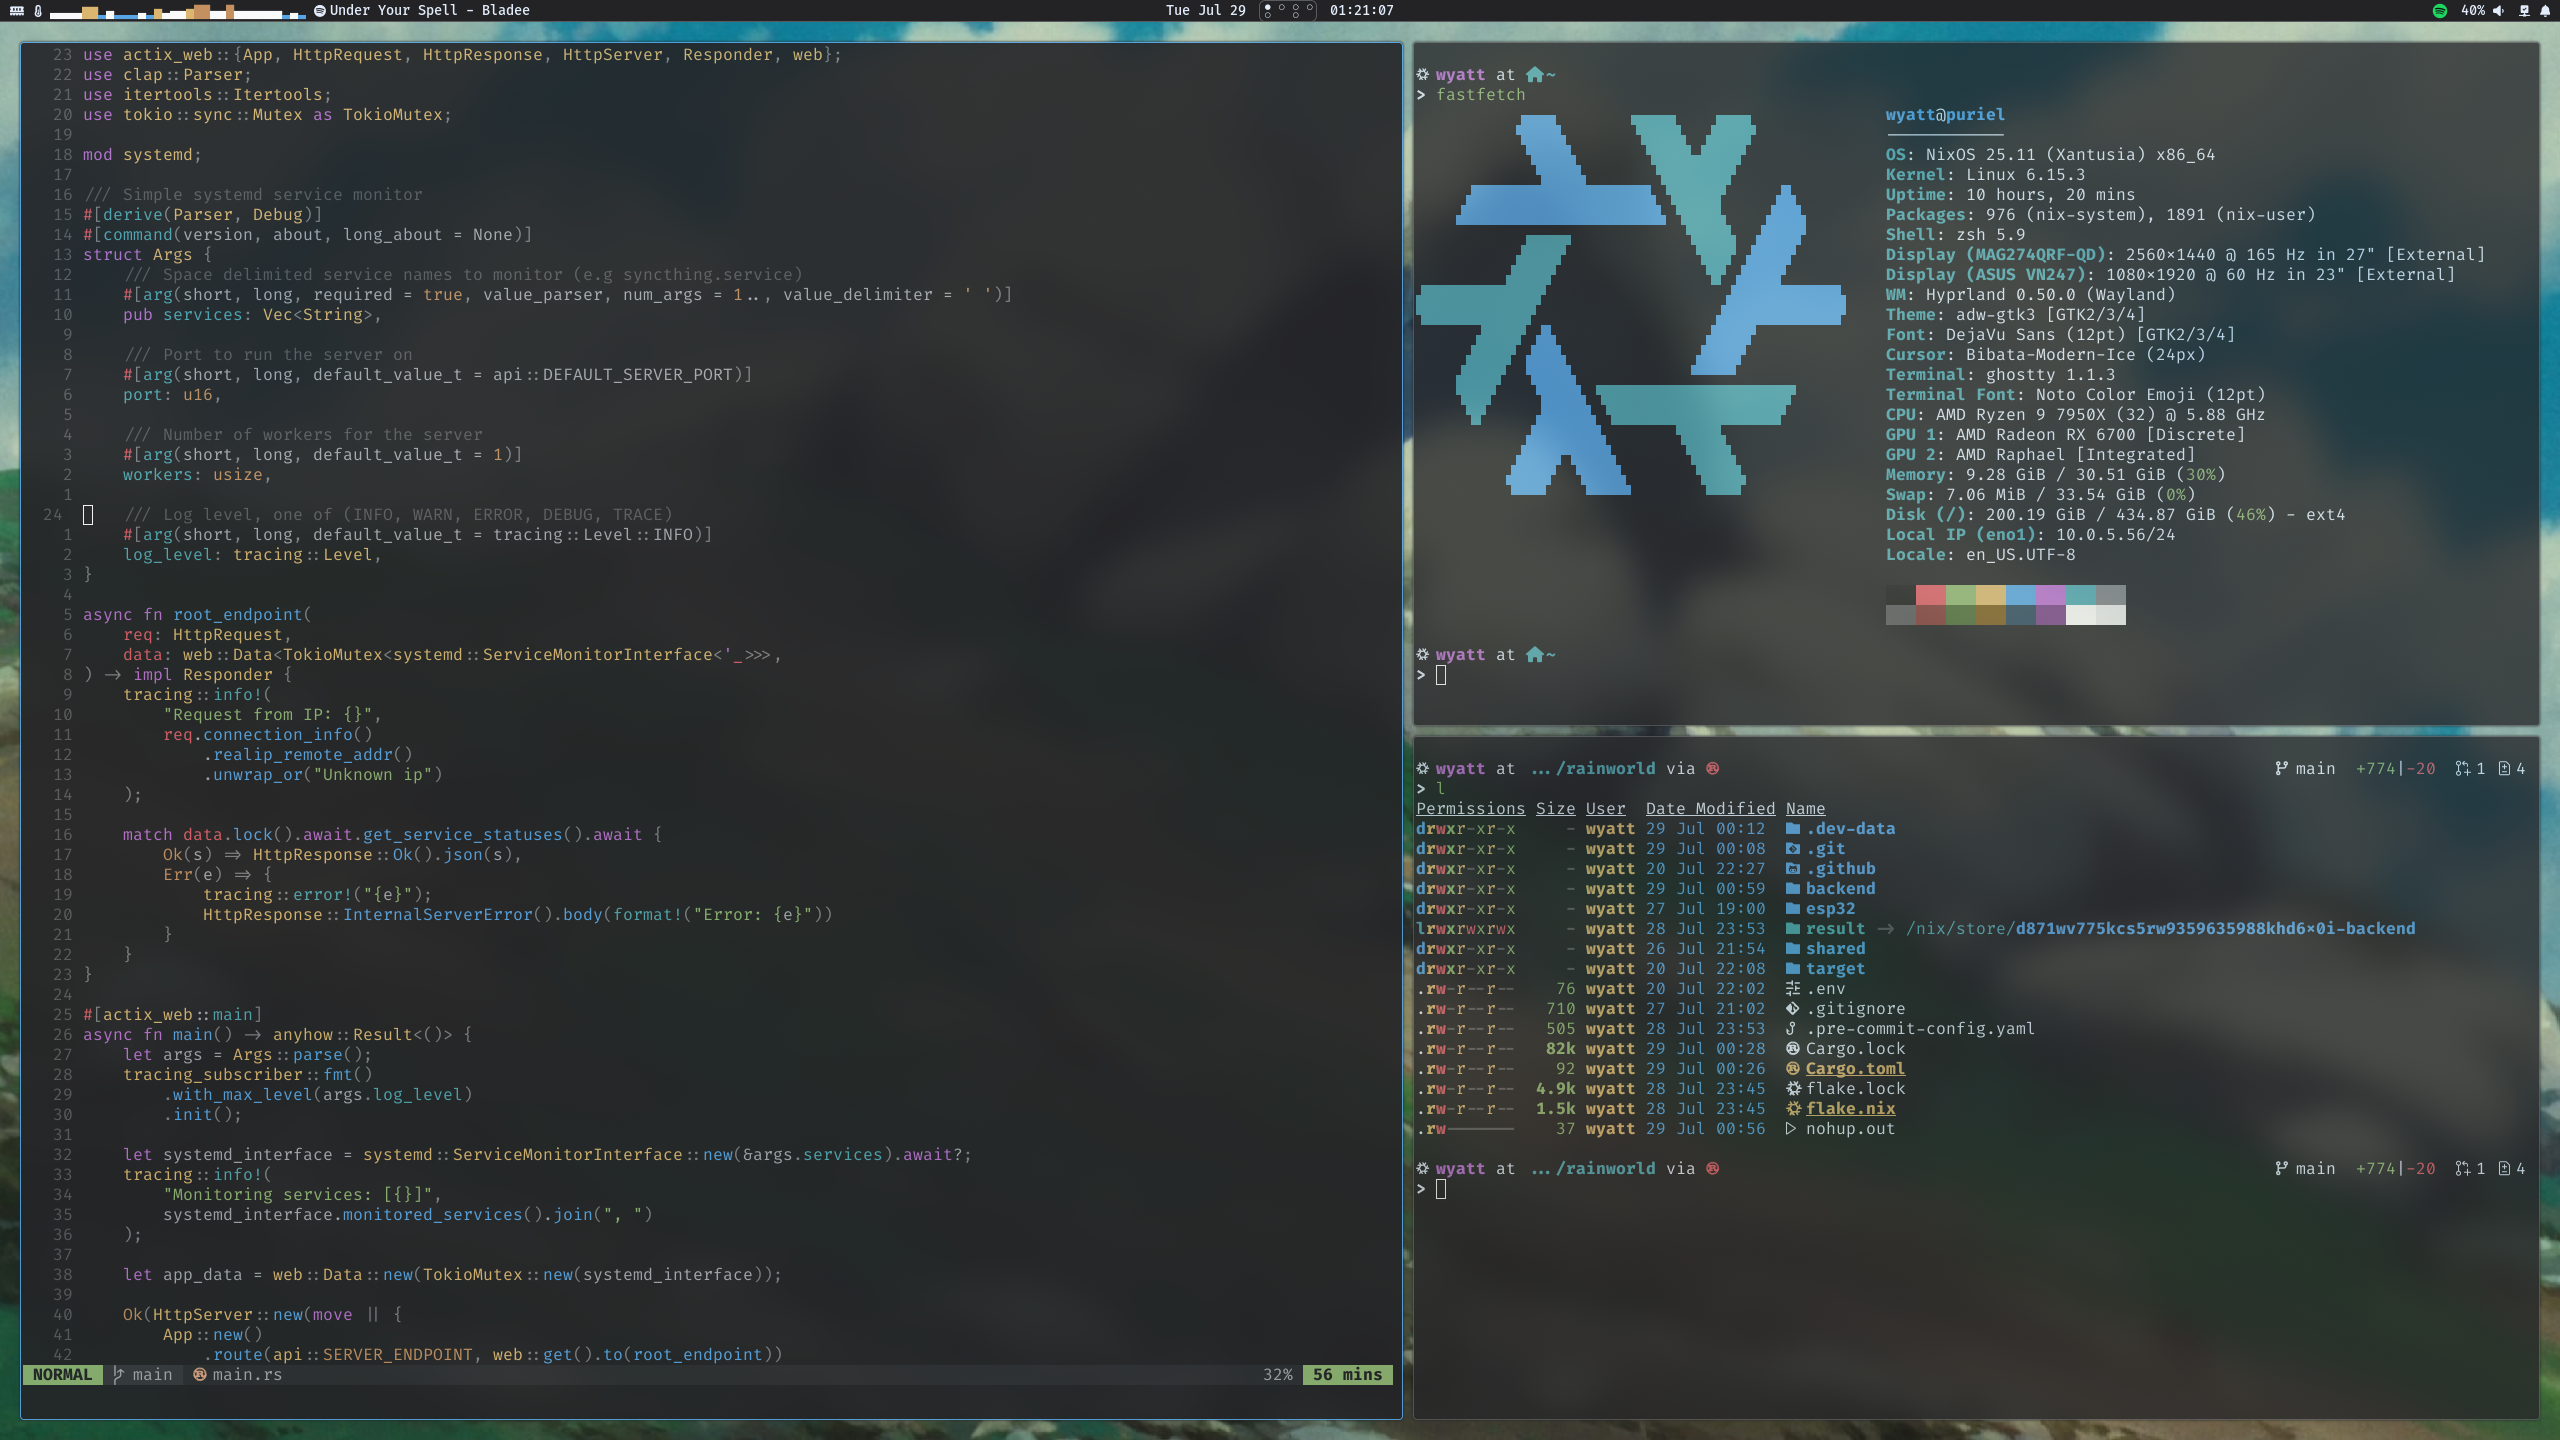 Under Your Spell - Bladee
Tue Jul 29
01:21:07
40%
23 use actix_web::{App, HttpRequest, HttpResponse, HttpServer, Responder, web};
22 use clap::Parser;
21 use itertools::Itertools;
20 use tokio::sync::Mutex as TokioMutex;
19
18 mod systemd;
17
16 /// Simple systemd service monitor
15 #[derive(Parser, Debug)]
14 #[command(version, about, long_about = None)]
13 struct Args {
12 /// Space delimited service names to monitor (e.g syncthing.service)
11 #[arg(short, long, required = true, value_parser, num_args = 1.., value_delimiter = ' ')]
10 pub services: Vec<String>,
9
8 /// Port to run the server on
7 #[arg(short, long, default_value_t = api::DEFAULT_SERVER_PORT)]
6 port: u16,
5
4 /// Number of workers for the server
3 #[arg(short, long, default_value_t = 1)]
2 workers: usize,
1
24 /// Log level, one of (INFO, WARN, ERROR, DEBUG, TRACE)
1 #[arg(short, long, default_value_t = tracing::Level::INFO)]
2 log_level: tracing::Level,
3 }
4
5 async fn root_endpoint(
6 req: HttpRequest,
7 data: web::Data<TokioMutex<systemd::ServiceMonitorInterface<'_>>>,
8 ) -> impl Responder {
9 tracing::info!(
10 "Request from IP: {}",
11 req.connection_info()
12 .realip_remote_addr()
13 .unwrap_or("Unknown ip")
14 );
15
16 match data.lock().await.get_service_statuses().await {
17 Ok(s) => HttpResponse::Ok().json(s),
18 Err(e) => {
19 tracing::error!("{e}");
20 HttpResponse::InternalServerError().body(format!("Error: {e}"))
21 }
22 }
23 }
24
25 #[actix_web::main]
26 async fn main() -> anyhow::Result<()> {
27 let args = Args::parse();
28 tracing_subscriber::fmt()
29 .with_max_level(args.log_level)
30 .init();
31
32 let systemd_interface = systemd::ServiceMonitorInterface::new(&args.services).await?;
33 tracing::info!(
34 "Monitoring services: [{}]",
35 systemd_interface.monitored_services().join(", ")
36 );
37
38 let app_data = web::Data::new(TokioMutex::new(systemd_interface));
39
40 Ok(HttpServer::new(move || {
41 App::new()
42 .route(api::SERVER_ENDPOINT, web::get().to(root_endpoint))
NORMAL main main.rs 32% 56 mins
wyatt at ~
> fastfetch
wyatt@puriel
OS: NixOS 25.11 (Xantusia) x86_64
Kernel: Linux 6.15.3
Uptime: 10 hours, 20 mins
Packages: 976 (nix-system), 1891 (nix-user)
Shell: zsh 5.9
Display (MAG274QRF-QD): 2560×1440 @ 165 Hz in 27" [External]
Display (ASUS VN247): 1080×1920 @ 60 Hz in 23" [External]
WM: Hyprland 0.50.0 (Wayland)
Theme: adw-gtk3 [GTK2/3/4]
Font: DejaVu Sans (12pt) [GTK2/3/4]
Cursor: Bibata-Modern-Ice (24px)
Terminal: ghostty 1.1.3
Terminal Font: Noto Color Emoji (12pt)
CPU: AMD Ryzen 9 7950X (32) @ 5.88 GHz
GPU 1: AMD Radeon RX 6700 [Discrete]
GPU 2: AMD Raphael [Integrated]
Memory: 9.28 GiB / 30.51 GiB (30%)
Swap: 7.06 MiB / 33.54 GiB (0%)
Disk (/): 200.19 GiB / 434.87 GiB (46%) - ext4
Local IP (eno1): 10.0.5.56/24
Locale: en_US.UTF-8
wyatt at ~
>
wyatt at …/rainworld via main +774|-20 1 4
> l
Permissions Size User Date Modified Name
drwxr-xr-x - wyatt 29 Jul 00:12 .dev-data
drwxr-xr-x - wyatt 29 Jul 00:08 .git
drwxr-xr-x - wyatt 20 Jul 22:27 .github
drwxr-xr-x - wyatt 29 Jul 00:59 backend
drwxr-xr-x - wyatt 27 Jul 19:00 esp32
lrwxrwxrwx - wyatt 28 Jul 23:53 result -> /nix/store/d871wv775kcs5rw9359635988khd6×0i-backend
drwxr-xr-x - wyatt 26 Jul 21:54 shared
drwxr-xr-x - wyatt 20 Jul 22:08 target
.rw-r--r-- 76 wyatt 20 Jul 22:02 .env
.rw-r--r-- 710 wyatt 27 Jul 21:02 .gitignore
.rw-r--r-- 505 wyatt 28 Jul 23:53 .pre-commit-config.yaml
.rw-r--r-- 82k wyatt 29 Jul 00:28 Cargo.lock
.rw-r--r-- 92 wyatt 29 Jul 00:26 Cargo.toml
.rw-r--r-- 4.9k wyatt 28 Jul 23:45 flake.lock
.rw-r--r-- 1.5k wyatt 28 Jul 23:45 flake.nix
.rw------- 37 wyatt 29 Jul 00:56 nohup.out
wyatt at …/rainworld via main +774|-20 1 4
>